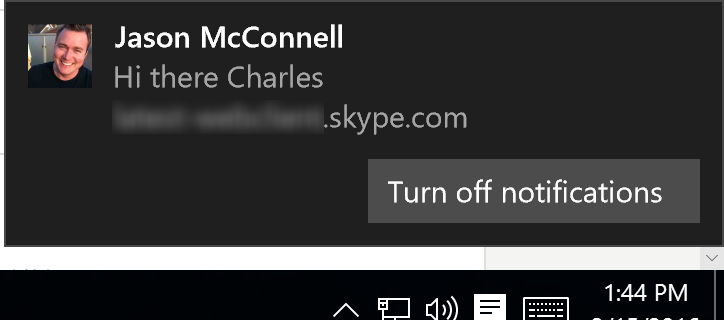 Jason McConnell
Hi there Charles
.skype.com
Turn off notifications
1:44 PM